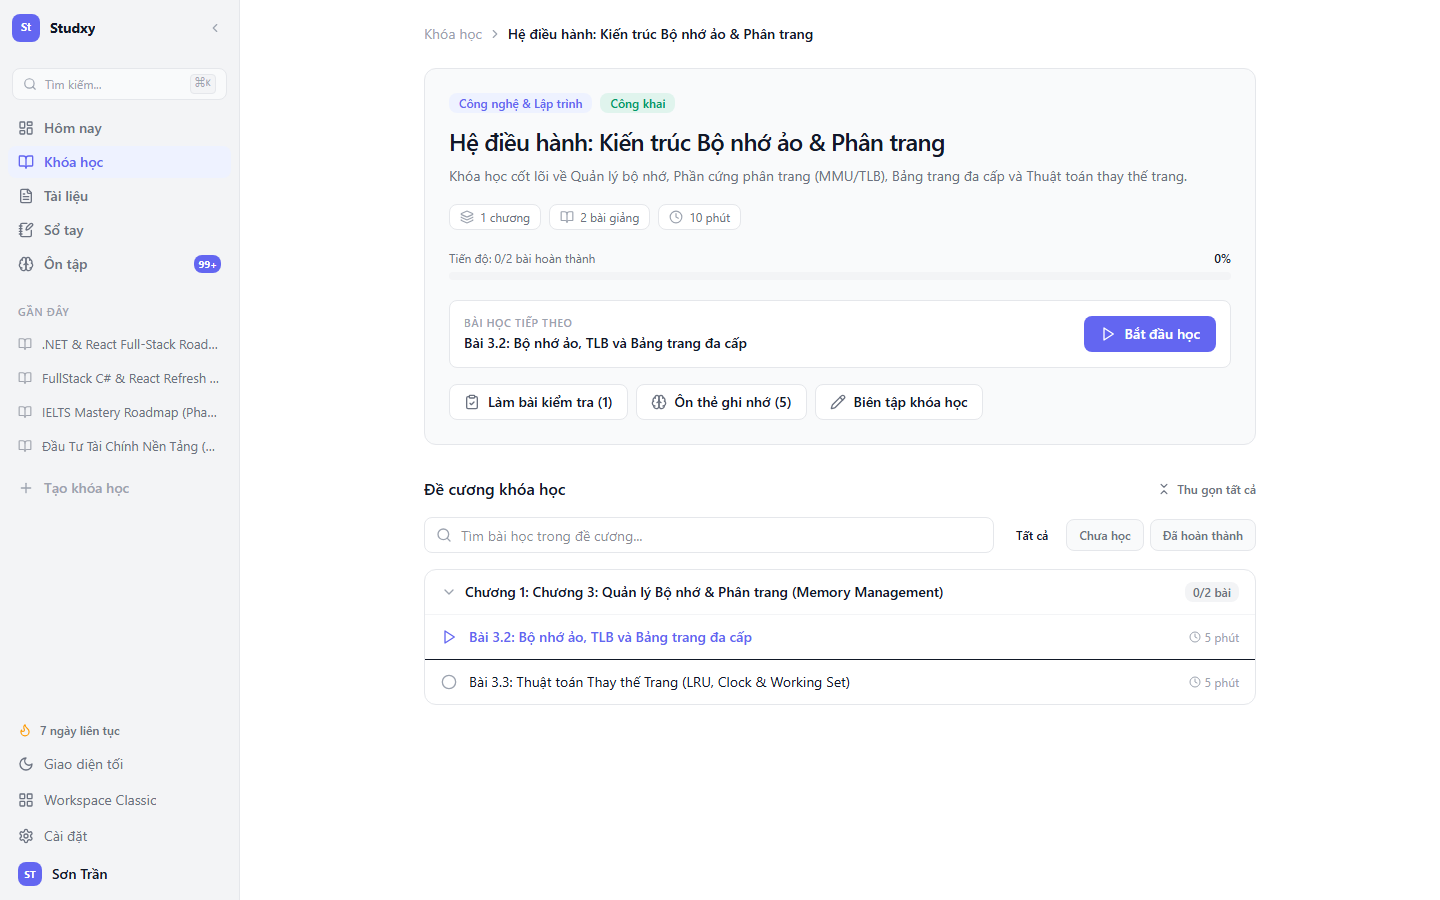 St Studxy
Tìm kiếm... ⌘K
Hôm nay
Khóa học
Tài liệu
Sổ tay
Ôn tập 99+
GẦN ĐÂY
.NET & React Full-Stack Road...
FullStack C# & React Refresh ...
IELTS Mastery Roadmap (Pha...
Đầu Tư Tài Chính Nền Tảng (...
Tạo khóa học
7 ngày liên tục
Giao diện tối
Workspace Classic
Cài đặt
ST Sơn Trần
Khóa học > Hệ điều hành: Kiến trúc Bộ nhớ ảo & Phân trang
Công nghệ & Lập trình Công khai
Hệ điều hành: Kiến trúc Bộ nhớ ảo & Phân trang
Khóa học cốt lõi về Quản lý bộ nhớ, Phần cứng phân trang (MMU/TLB), Bảng trang đa cấp và Thuật toán thay thế trang.
1 chương 2 bài giảng 10 phút
Tiến độ: 0/2 bài hoàn thành 0%
BÀI HỌC TIẾP THEO
Bài 3.2: Bộ nhớ ảo, TLB và Bảng trang đa cấp
Bắt đầu học
Làm bài kiểm tra (1) Ôn thẻ ghi nhớ (5) Biên tập khóa học
Đề cương khóa học Thu gọn tất cả
Tìm bài học trong đề cương... Tất cả Chưa học Đã hoàn thành
Chương 1: Chương 3: Quản lý Bộ nhớ & Phân trang (Memory Management) 0/2 bài
Bài 3.2: Bộ nhớ ảo, TLB và Bảng trang đa cấp 5 phút
Bài 3.3: Thuật toán Thay thế Trang (LRU, Clock & Working Set) 5 phút